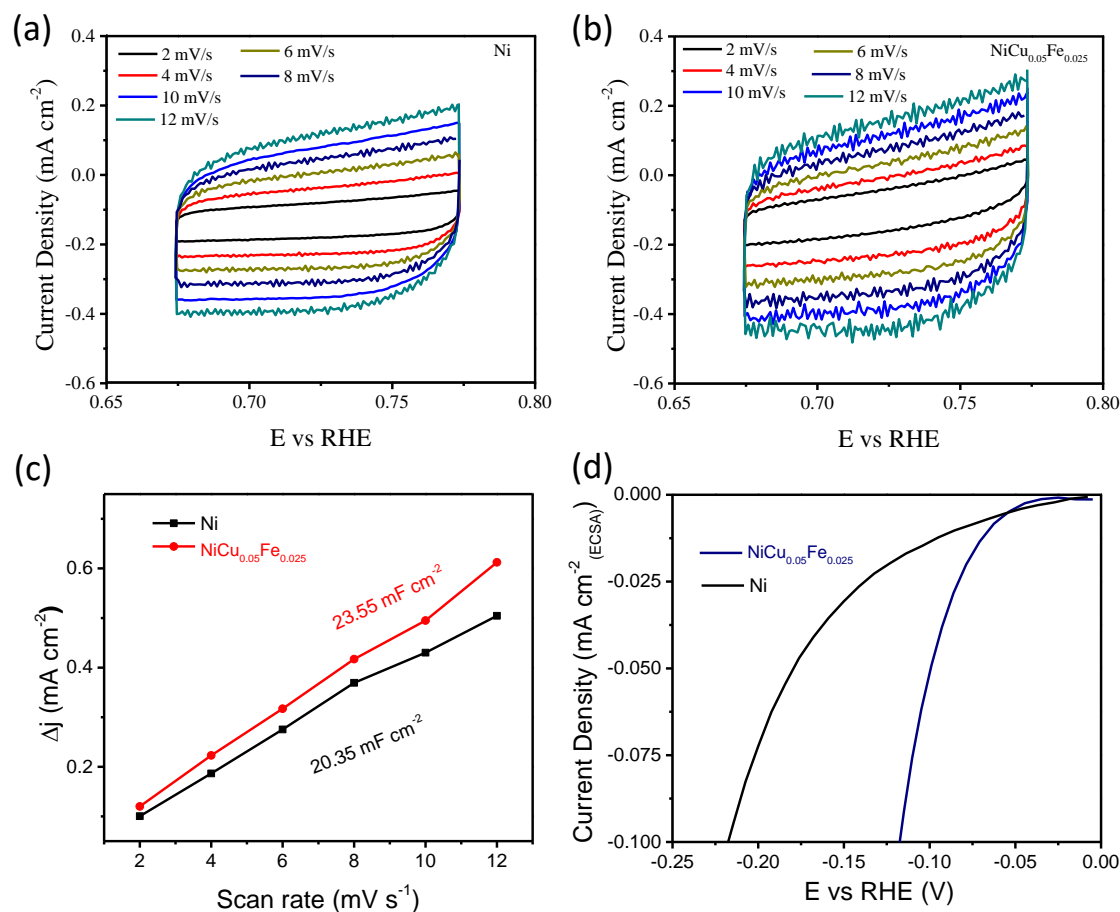 (a)
2 mV/s
4 mV/s
10 mV/s
12 mV/s
6 mV/s
8 mV/s
Ni
0.4
0.2
0.0
-0.2
-0.4
-0.6
0.65
0.70
0.75
0.80
Current Density (mA cm⁻²)
E vs RHE
(b)
2 mV/s
4 mV/s
10 mV/s
6 mV/s
8 mV/s
12 mV/s
NiCu₀.₀₅Fe₀.₀₂₅
0.4
0.2
0.0
-0.2
-0.4
-0.6
0.65
0.70
0.75
0.80
Current Density (mA cm⁻²)
E vs RHE
(c)
Ni
NiCu₀.₀₅Fe₀.₀₂₅
23.55 mF cm⁻²
20.35 mF cm⁻²
0.6
0.4
0.2
2
4
6
8
10
12
Δj (mA cm⁻²)
Scan rate (mV s⁻¹)
(d)
NiCu₀.₀₅Fe₀.₀₂₅
Ni
0.000
-0.025
-0.050
-0.075
-0.100
-0.25
-0.20
-0.15
-0.10
-0.05
0.00
Current Density (mA cm⁻²(ECSA))
E vs RHE (V)